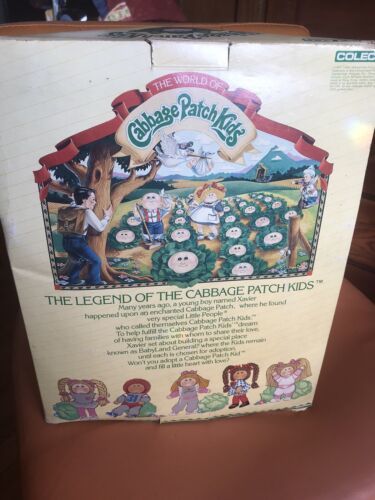 COLEC
THE WORLD OF
Cabbage Patch Kids
THE LEGEND OF THE CABBAGE PATCH KIDS™
Many years ago, a young boy named Xavier
happened upon an enchanted Cabbage Patch, where he found
very special Little People®
who called themselves Cabbage Patch Kids.™
To help fulfill the Cabbage Patch Kids™ dream
of having families with whom to share their love,
Xavier set about building a special place
known as BabyLand General® where the Kids remain
until each is chosen for adoption.
Won't you adopt a Cabbage Patch Kid™
and fill a little heart with love?
31